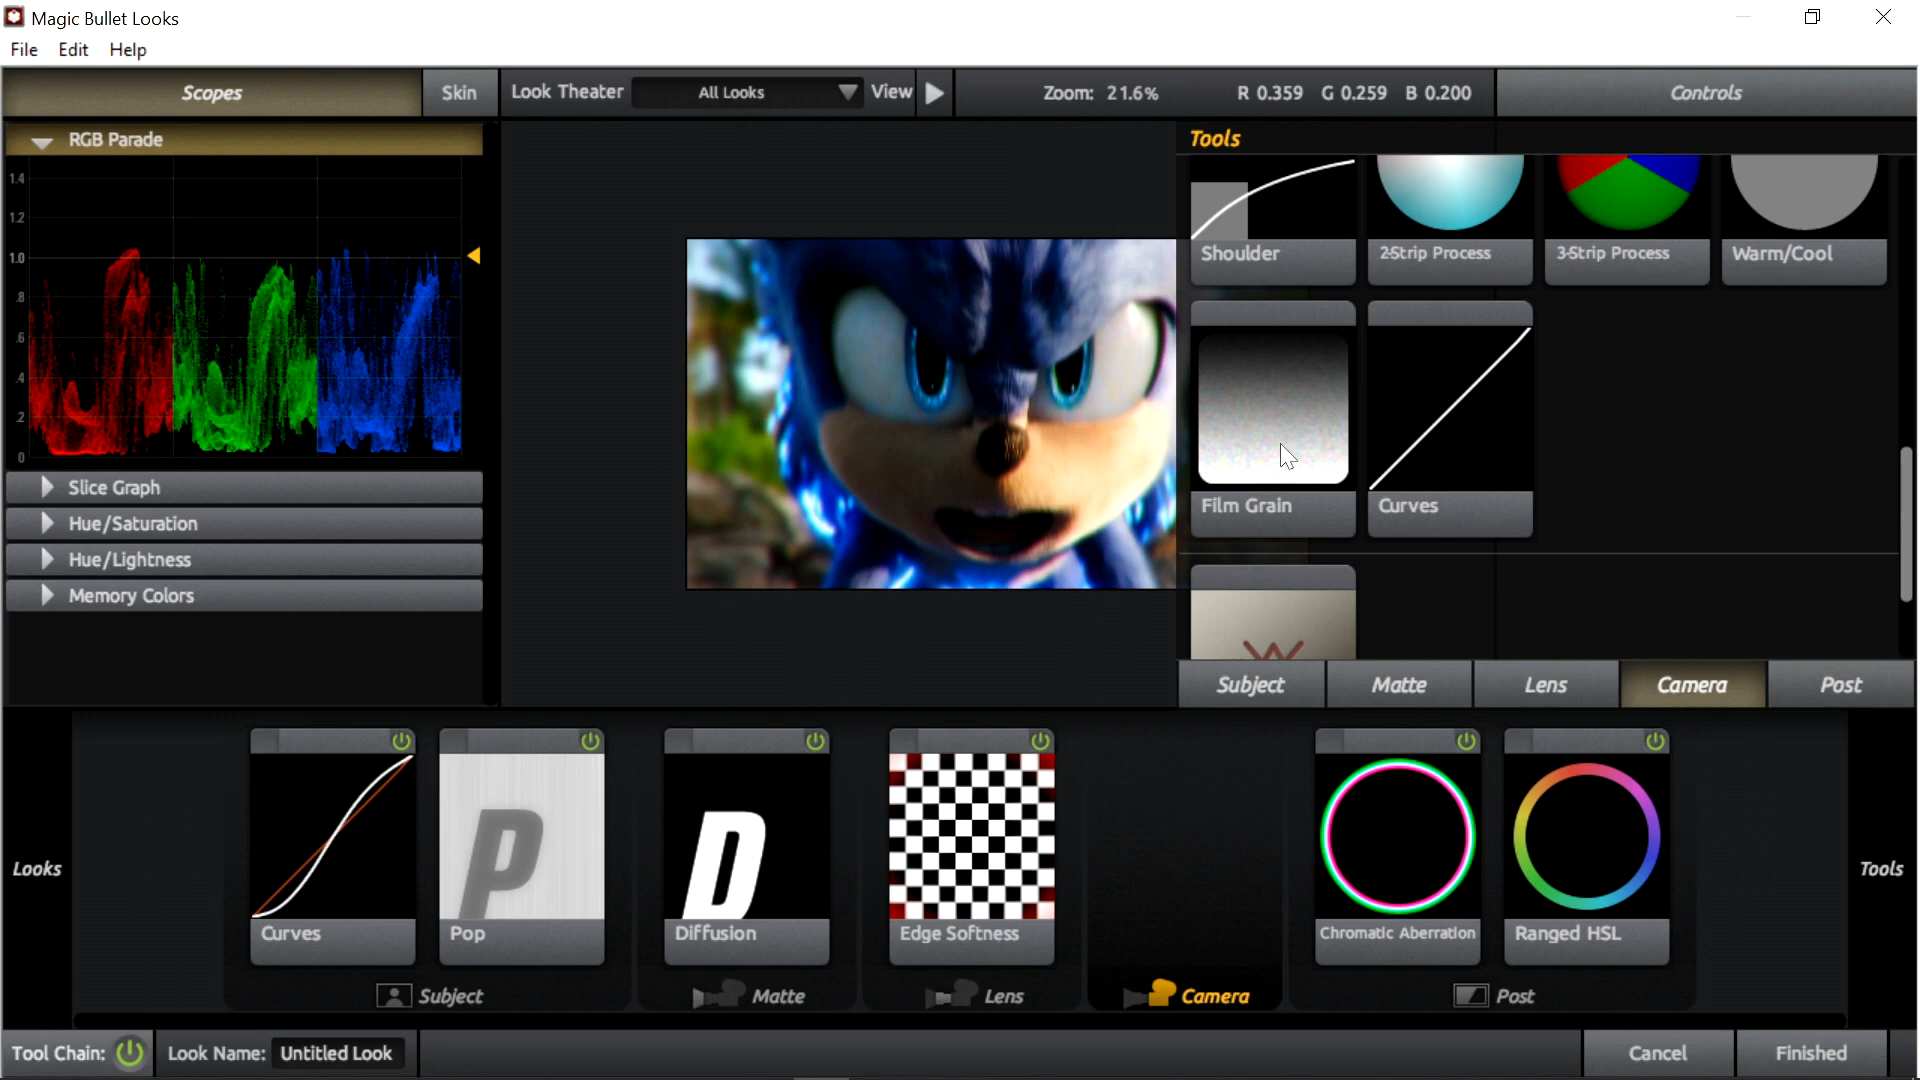 Magic Bullet Looks
File Edit Help
Scopes Skin Look Theater All Looks View Zoom: 21.6% R 0.359 G 0.259 B 0.200 Controls
RGB Parade
Tools
1.4
1.2
1.0
.8
.6
.4
.2
0
Shoulder 2-Strip Process 3-Strip Process Warm/Cool
Film Grain Curves
Slice Graph
Hue/Saturation
Hue/Lightness
Memory Colors
Subject Matte Lens Camera Post
P
D
Looks
Tools
Curves Pop Diffusion Edge Softness Chromatic Aberration Ranged HSL
Subject Matte Lens Camera Post
Tool Chain: Look Name: Untitled Look Cancel Finished